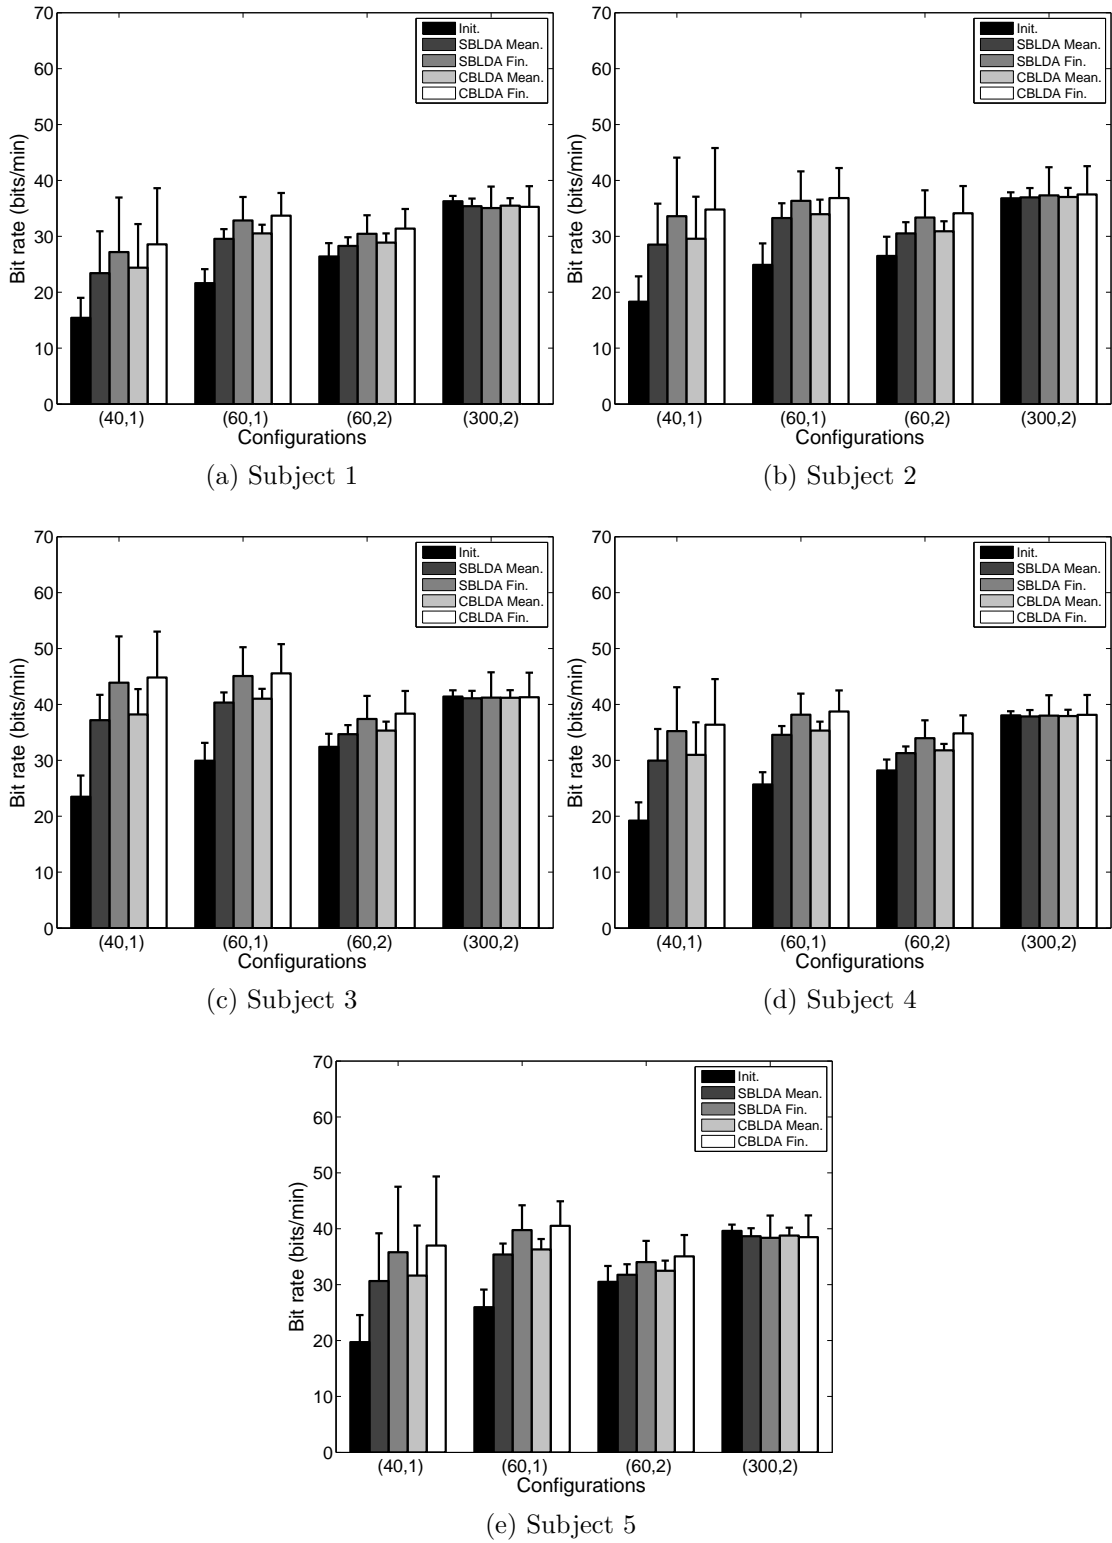 70
60
50
40
30
20
10
0
Bit rate (bits/min)
(40,1) (60,1) (60,2) (300,2)
Configurations
Init.
SBLDA Mean.
SBLDA Fin.
CBLDA Mean.
CBLDA Fin.
(a) Subject 1
70
60
50
40
30
20
10
0
Bit rate (bits/min)
(40,1) (60,1) (60,2) (300,2)
Configurations
Init.
SBLDA Mean.
SBLDA Fin.
CBLDA Mean.
CBLDA Fin.
(b) Subject 2
70
60
50
40
30
20
10
0
Bit rate (bits/min)
(40,1) (60,1) (60,2) (300,2)
Configurations
Init.
SBLDA Mean.
SBLDA Fin.
CBLDA Mean.
CBLDA Fin.
(c) Subject 3
70
60
50
40
30
20
10
0
Bit rate (bits/min)
(40,1) (60,1) (60,2) (300,2)
Configurations
Init.
SBLDA Mean.
SBLDA Fin.
CBLDA Mean.
CBLDA Fin.
(d) Subject 4
70
60
50
40
30
20
10
0
Bit rate (bits/min)
(40,1) (60,1) (60,2) (300,2)
Configurations
Init.
SBLDA Mean.
SBLDA Fin.
CBLDA Mean.
CBLDA Fin.
(e) Subject 5